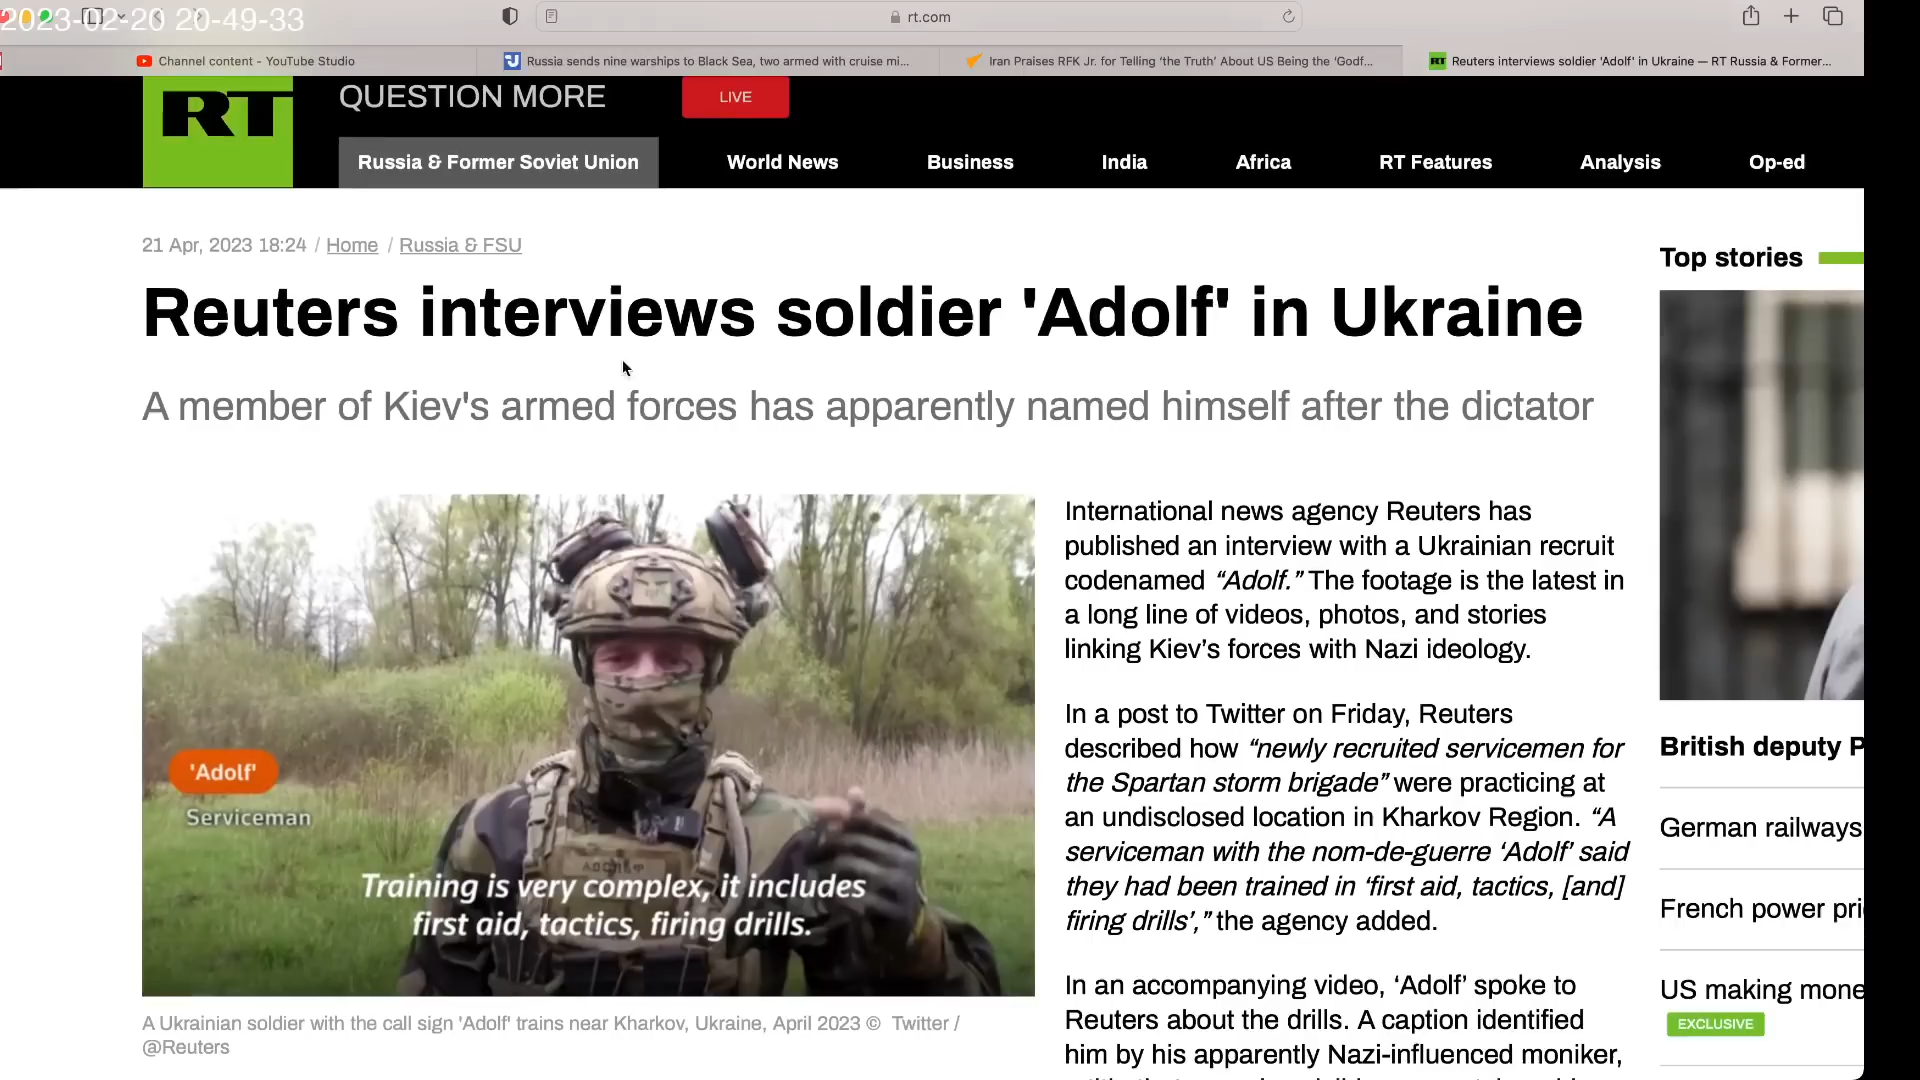 2023-02-20 20-49-33
rt.com
Channel content - YouTube Studio
Russia sends nine warships to Black Sea, two armed with cruise mi...
Iran Praises RFK Jr. for Telling ‘the Truth’ About US Being the ‘Godf...
RT
Reuters interviews soldier 'Adolf' in Ukraine — RT Russia & Former...
RT
QUESTION MORE
LIVE
Russia & Former Soviet Union
World News
Business
India
Africa
RT Features
Analysis
Op-ed
21 Apr, 2023 18:24 / Home / Russia & FSU
Reuters interviews soldier 'Adolf' in Ukraine
A member of Kiev's armed forces has apparently named himself after the dictator
'Adolf'
Serviceman
Training is very complex, it includes
first aid, tactics, firing drills.
A Ukrainian soldier with the call sign 'Adolf' trains near Kharkov, Ukraine, April 2023 © Twitter /
@Reuters
International news agency Reuters has
published an interview with a Ukrainian recruit
codenamed “Adolf.” The footage is the latest in
a long line of videos, photos, and stories
linking Kiev’s forces with Nazi ideology.
In a post to Twitter on Friday, Reuters
described how “newly recruited servicemen for
the Spartan storm brigade” were practicing at
an undisclosed location in Kharkov Region. “A
serviceman with the nom-de-guerre ‘Adolf’ said
they had been trained in ‘first aid, tactics, [and]
firing drills’,” the agency added.
In an accompanying video, ‘Adolf’ spoke to
Reuters about the drills. A caption identified
him by his apparently Nazi-influenced moniker,
Top stories
British deputy P
German railways
French power pri
US making mone
EXCLUSIVE